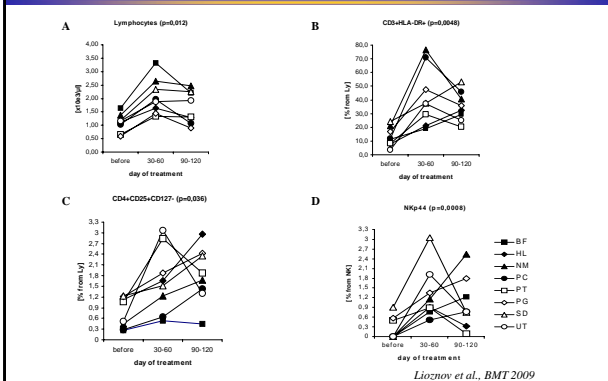 A
Lymphocytes (p=0,012)
4,00
3,50
3,00
2,50
2,00
1,50
1,00
0,50
0,00
[x10e3/µl]
before 30-60 90-120
day of treatment
B
CD3+HLA-DR+ (p=0,0048)
80,0
70,0
60,0
50,0
40,0
30,0
20,0
10,0
0,0
[% from Ly]
before 30-60 90-120
day of treatment
C
CD4+CD25+CD127- (p=0,036)
3,3
3
2,7
2,4
2,1
1,8
1,5
1,2
0,9
0,6
0,3
0
[% from Ly]
before 30-60 90-120
day of treatment
D
NKp44 (p=0,0008)
3,3
3
2,7
2,4
2,1
1,8
1,5
1,2
0,9
0,6
0,3
0
[% from NK]
before 30-60 90-120
day of treatment
BF
HL
NM
PC
PT
PG
SD
UT
Lioznov et al., BMT 2009